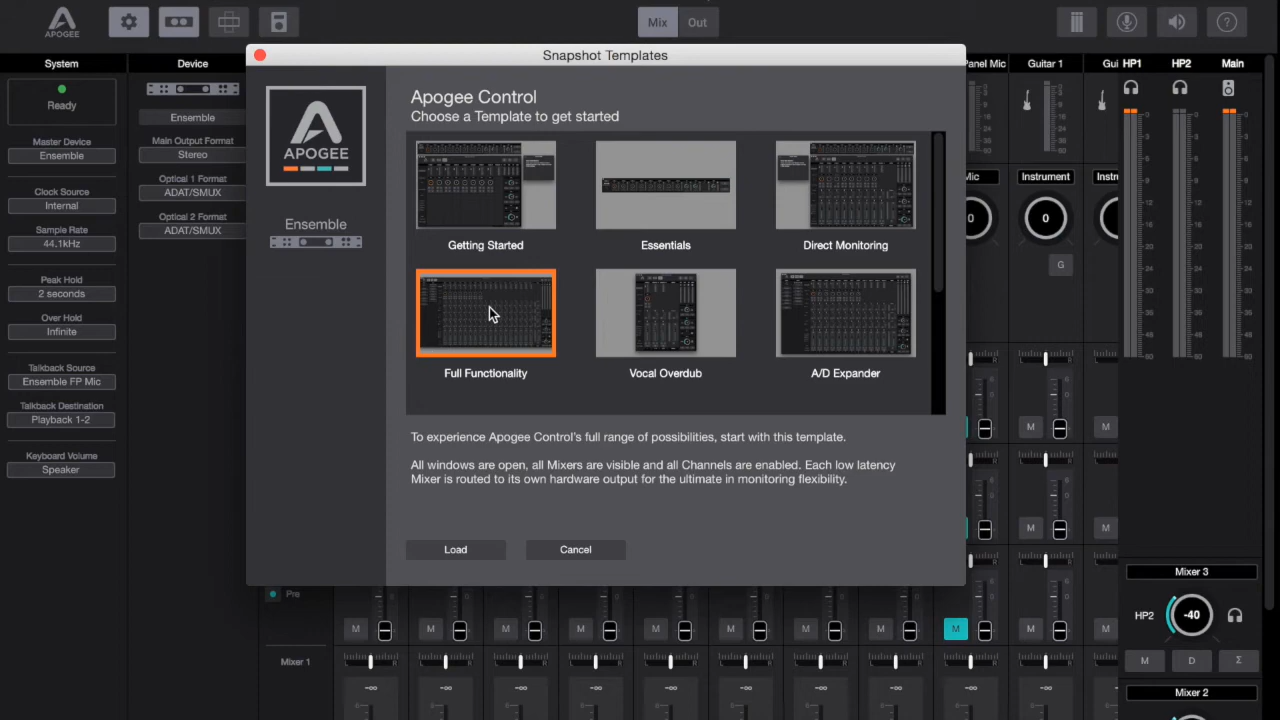 APOGEE
Mix
Out
?
System
Device
Snapshot Templates
Panel Mic
Guitar 1
Gui
HP1
HP2
Main
Ready
Ensemble
Master Device
Ensemble
Main Output Format
Stereo
Clock Source
Internal
Optical 1 Format
ADAT/SMUX
Sample Rate
44.1kHz
Optical 2 Format
ADAT/SMUX
Peak Hold
2 seconds
Over Hold
Infinite
Talkback Source
Ensemble FP Mic
Talkback Destination
Playback 1-2
Keyboard Volume
Speaker
APOGEE
Ensemble
Apogee Control
Choose a Template to get started
Getting Started
Essentials
Direct Monitoring
Full Functionality
Vocal Overdub
A/D Expander
To experience Apogee Control's full range of possibilities, start with this template.
All windows are open, all Mixers are visible and all Channels are enabled. Each low latency
Mixer is routed to its own hardware output for the ultimate in monitoring flexibility.
Load
Cancel
Mic
Instrument
Instru
0
0
G
M
M
M
M
Pre
M
M
M
M
M
M
M
M
M
M
M
Mixer 1
-∞
-∞
-∞
-∞
-∞
-∞
-∞
-∞
-∞
-∞
Mixer 3
HP2
-40
M
D
Σ
Mixer 2